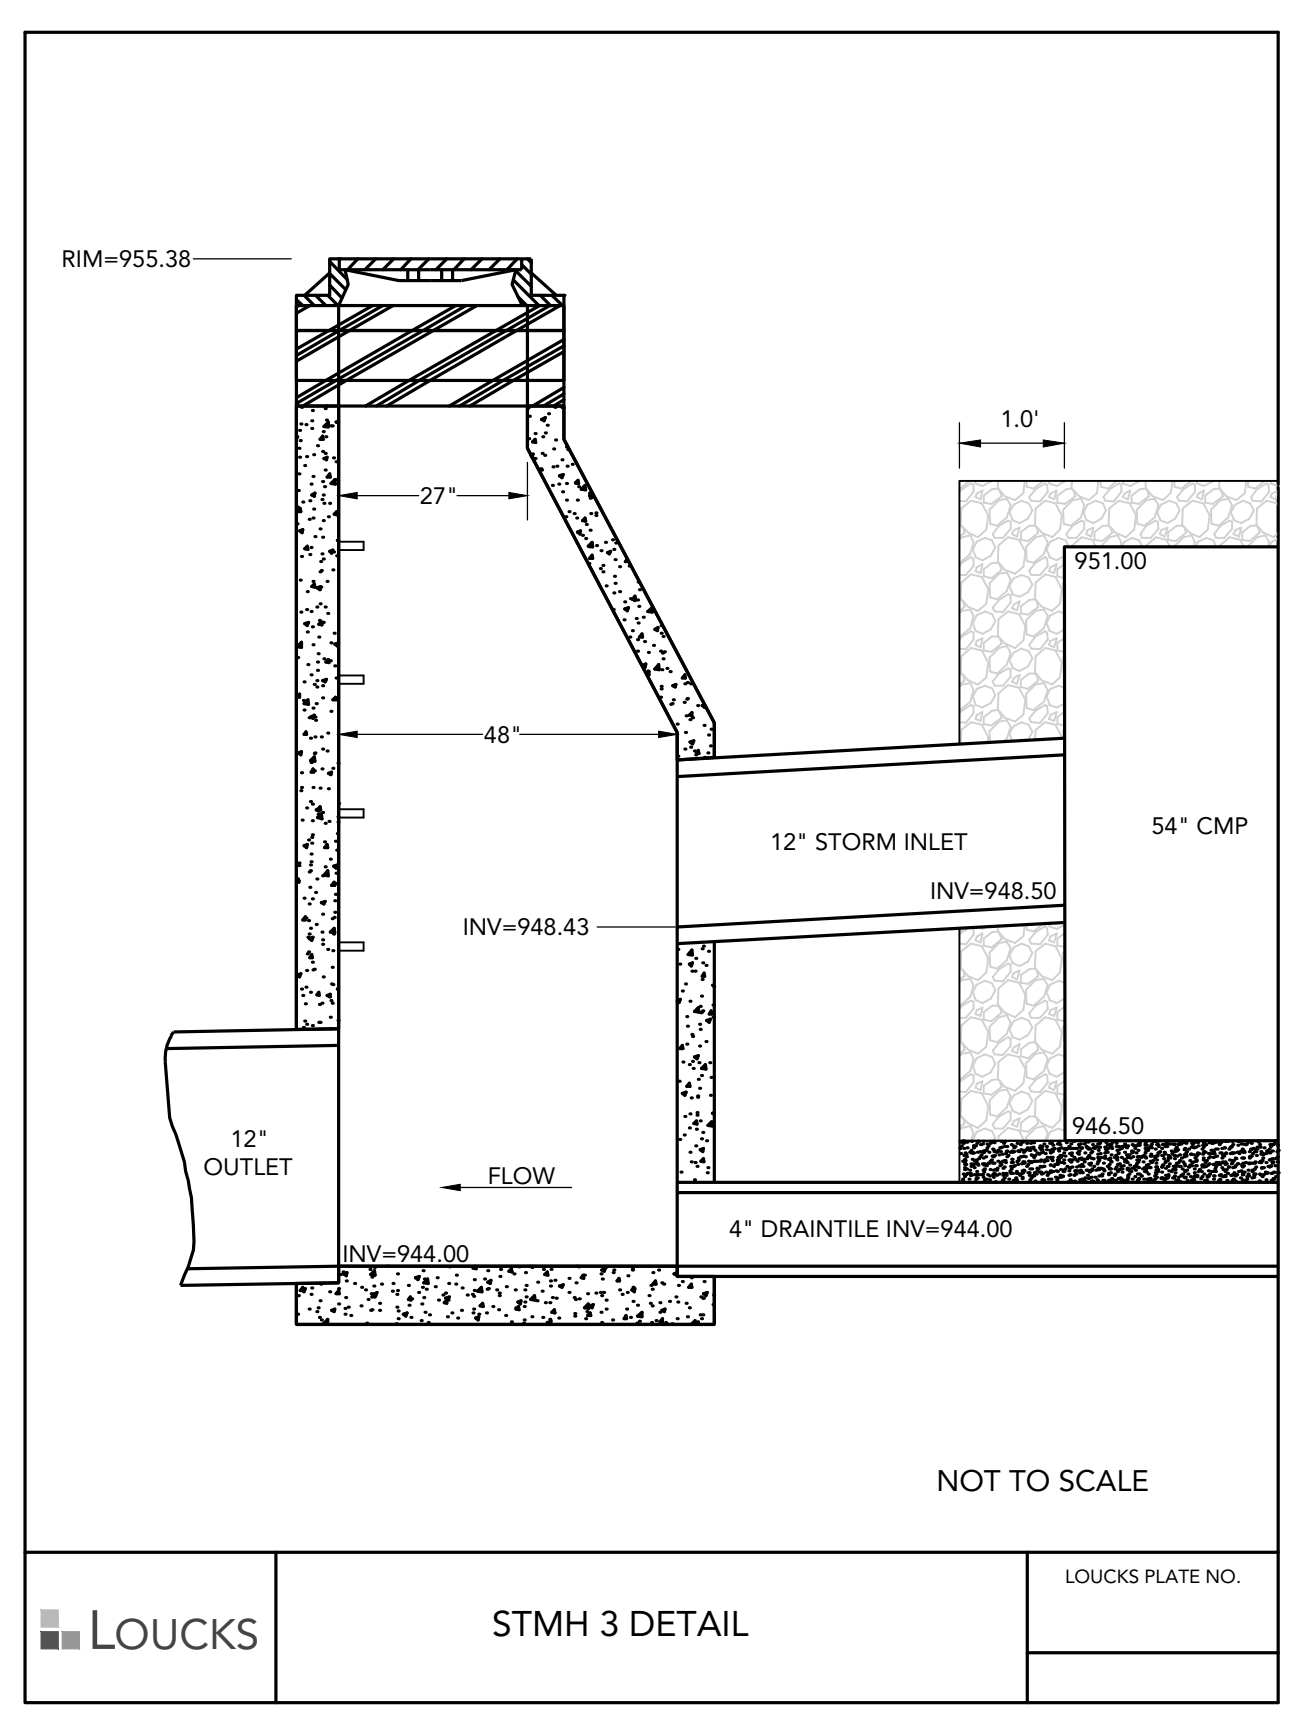 RIM=955.38
1.0'
27"
951.00
48"
54" CMP
12" STORM INLET
INV=948.50
INV=948.43
946.50
12"
OUTLET
FLOW
4" DRAINTILE INV=944.00
INV=944.00
NOT TO SCALE
LOUCKS PLATE NO.
LOUCKS
STMH 3 DETAIL